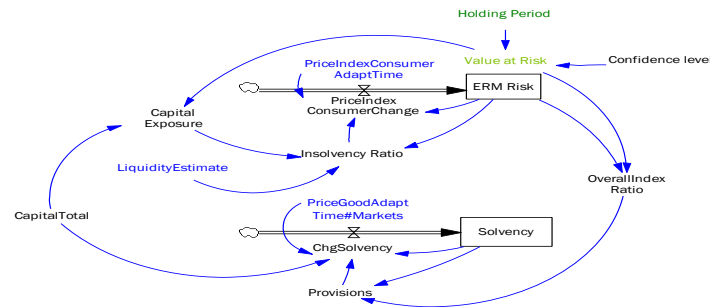 Holding Period
Value at Risk
Confidence level
PriceIndexConsumer
AdaptTime
ERM Risk
PriceIndex
ConsumerChange
Capital
Exposure
Insolvency Ratio
LiquidityEstimate
OverallIndex
Ratio
CapitalTotal
PriceGoodAdapt
Time#Markets
Solvency
ChgSolvency
Provisions